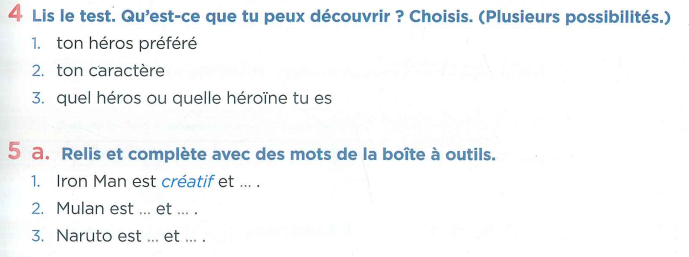 4 Lis le test. Qu'est-ce que tu peux découvrir ? Choisis. (Plusieurs possibilités.)
1. ton héros préféré
2. ton caractère
3. quel héros ou quelle héroïne tu es
5 a. Relis et complète avec des mots de la boîte à outils.
1. Iron Man est créatif et ... .
2. Mulan est ... et ... .
3. Naruto est ... et ... .